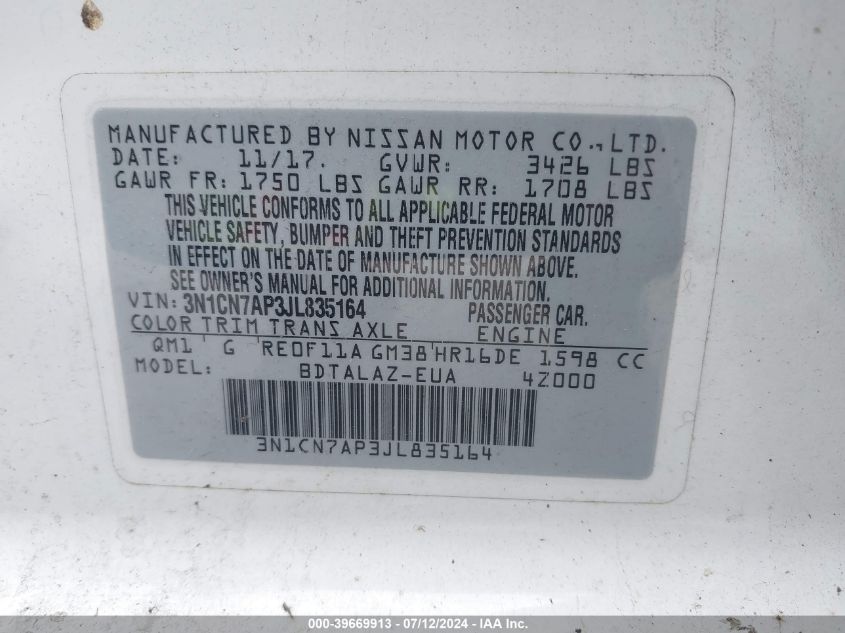 MANUFACTURED BY NISSAN MOTOR CO., LTD.
DATE: 11/17. GVWR: 3426 LBS
GAWR FR: 1750 LBS GAWR RR: 1708 LBS
THIS VEHICLE CONFORMS TO ALL APPLICABLE FEDERAL MOTOR
VEHICLE SAFETY, BUMPER AND THEFT PREVENTION STANDARDS
IN EFFECT ON THE DATE OF MANUFACTURE SHOWN ABOVE.
SEE OWNER'S MANUAL FOR ADDITIONAL INFORMATION.
VIN: 3N1CN7AP3JL835164 PASSENGER CAR.
COLOR TRIM TRANS AXLE ENGINE
QM1 G RE0F11A GM38 HR16DE 1598 CC
MODEL: BDTALAZ-EUA 4Z000
3N1CN7AP3JL835164
000-39669913 - 07/12/2024 - IAA Inc.